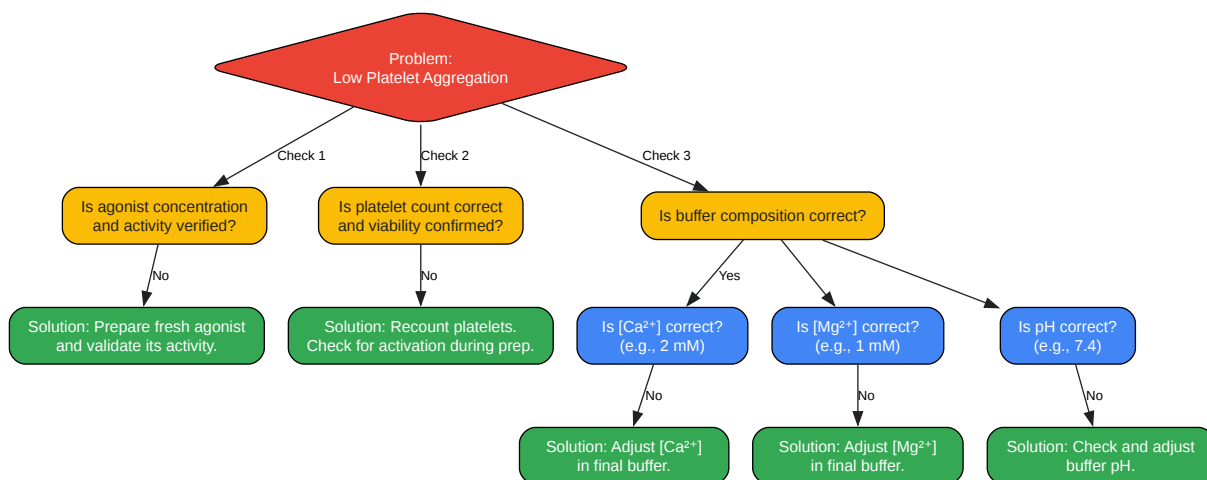 Problem:
Low Platelet Aggregation
Check 1
Check 2
Check 3
Is agonist concentration
and activity verified?
Is platelet count correct
and viability confirmed?
Is buffer composition correct?
No
No
Yes
Solution: Prepare fresh agonist
and validate its activity.
Solution: Recount platelets.
Check for activation during prep.
Is [Ca²⁺] correct?
(e.g., 2 mM)
Is [Mg²⁺] correct?
(e.g., 1 mM)
Is pH correct?
(e.g., 7.4)
No
No
No
Solution: Adjust [Ca²⁺]
in final buffer.
Solution: Adjust [Mg²⁺]
in final buffer.
Solution: Check and adjust
buffer pH.